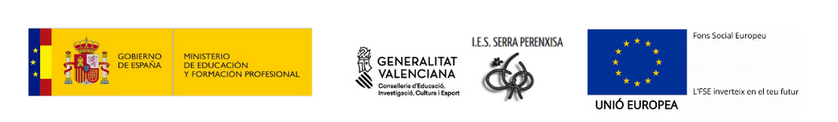 GOBIERNO
DE ESPAÑA
MINISTERIO
DE EDUCACIÓN
Y FORMACIÓN PROFESIONAL
GENERALITAT
VALENCIANA
Conselleria d'Educació,
Investigació, Cultura i Esport
I.E.S. SERRA PERENXISA
UNIÓ EUROPEA
Fons Social Europeu
L'FSE inverteix en el teu futur